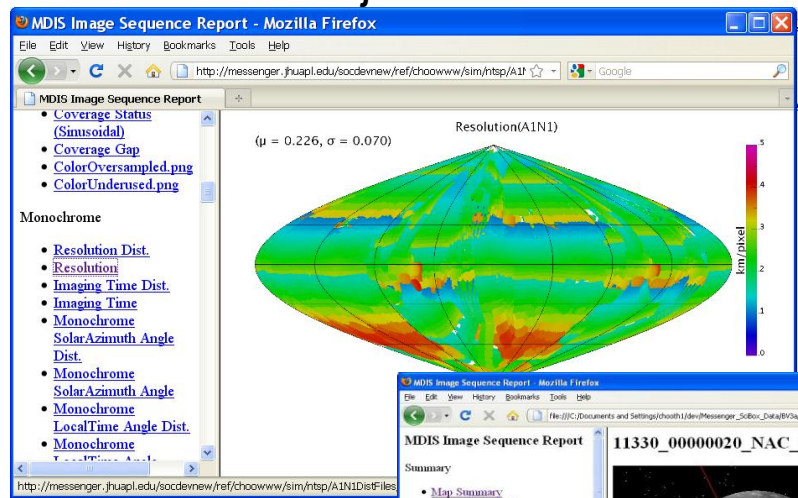 MDIS Image Sequence Report - Mozilla Firefox
File Edit View History Bookmarks Tools Help
http://messenger.jhuapl.edu/socdevnew/ref/choowww/sim/ntsp/A1 Google
MDIS Image Sequence Report
Coverage Status
(Sinusoidal)
Coverage Gap
ColorOversampled.png
ColorUnderused.png
Monochrome
Resolution Dist.
Resolution
Imaging Time Dist.
Imaging Time
Monochrome
SolarAzimuth Angle
Dist.
Monochrome
SolarAzimuth Angle
Monochrome
LocalTime Angle Dist.
Monochrome
LocalTime Angle
http://messenger.jhuapl.edu/socdevnew/ref/choowww/sim/ntsp/A1N1DistFiles
Resolution(A1N1)
(μ = 0.226, σ = 0.070)
.5
.4
.3
.2
.1
.0
km/pixel
MDIS Image Sequence Report - Mozilla Firefox
File Edit View History Bookmarks Tools Help
file:///C:/Documents and Settings/chooth1/dev/Messenger_SciBox_Data/BV3a
MDIS Image Sequence Report
Summary
Map Summary
11330_00000020_NAC_